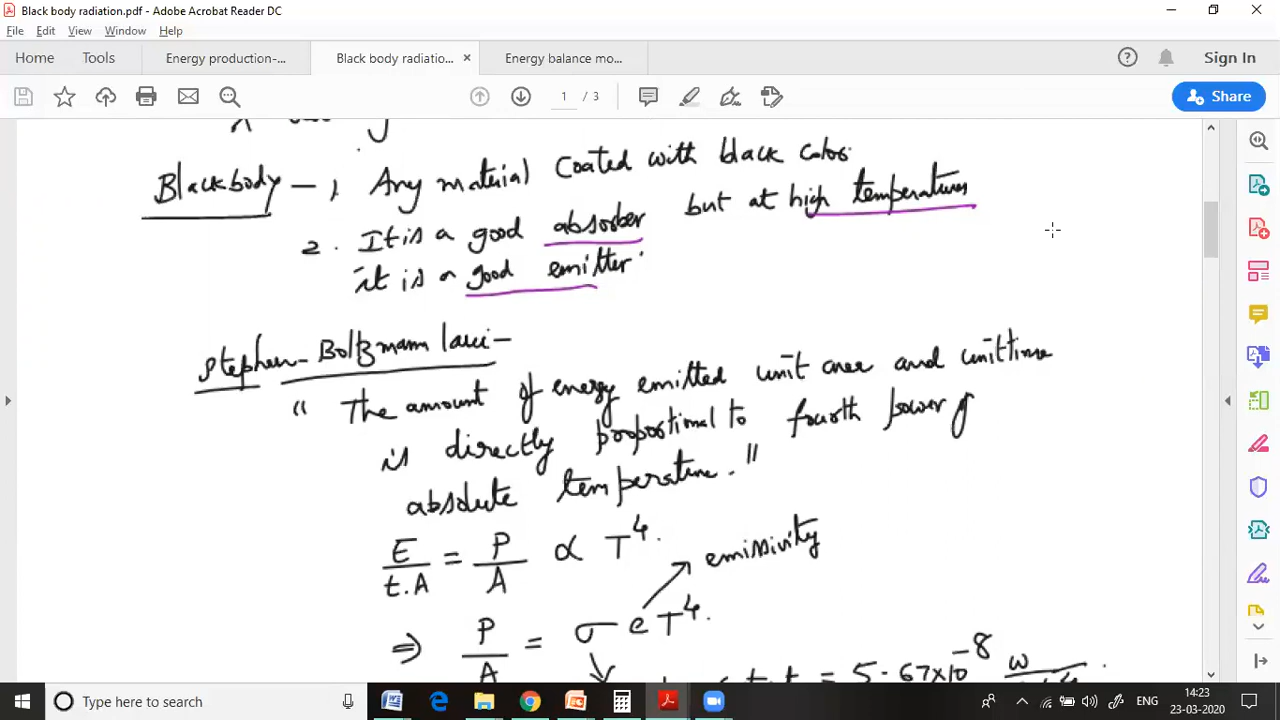 Black body radiation.pdf - Adobe Acrobat Reader DC
File Edit View Window Help
Home Tools Energy production-... Black body radiatio... × Energy balance mo... Sign In
1 / 3 Share
Blackbody – 1, Any material Coated with black color
2. It is a good absorber but at high temperatures
it is a good emitter.
Stephen-Boltzmann law:–
" The amount of energy emitted unit area and unit time
is directly proportional to fourth power of
absolute temperature. "
E/t.A = P/A ∝ T⁴.
emissivity
⇒ P/A = σ e T⁴.
= 5.67×10⁻⁸ w
Type here to search
ENG 14:23
23-03-2020